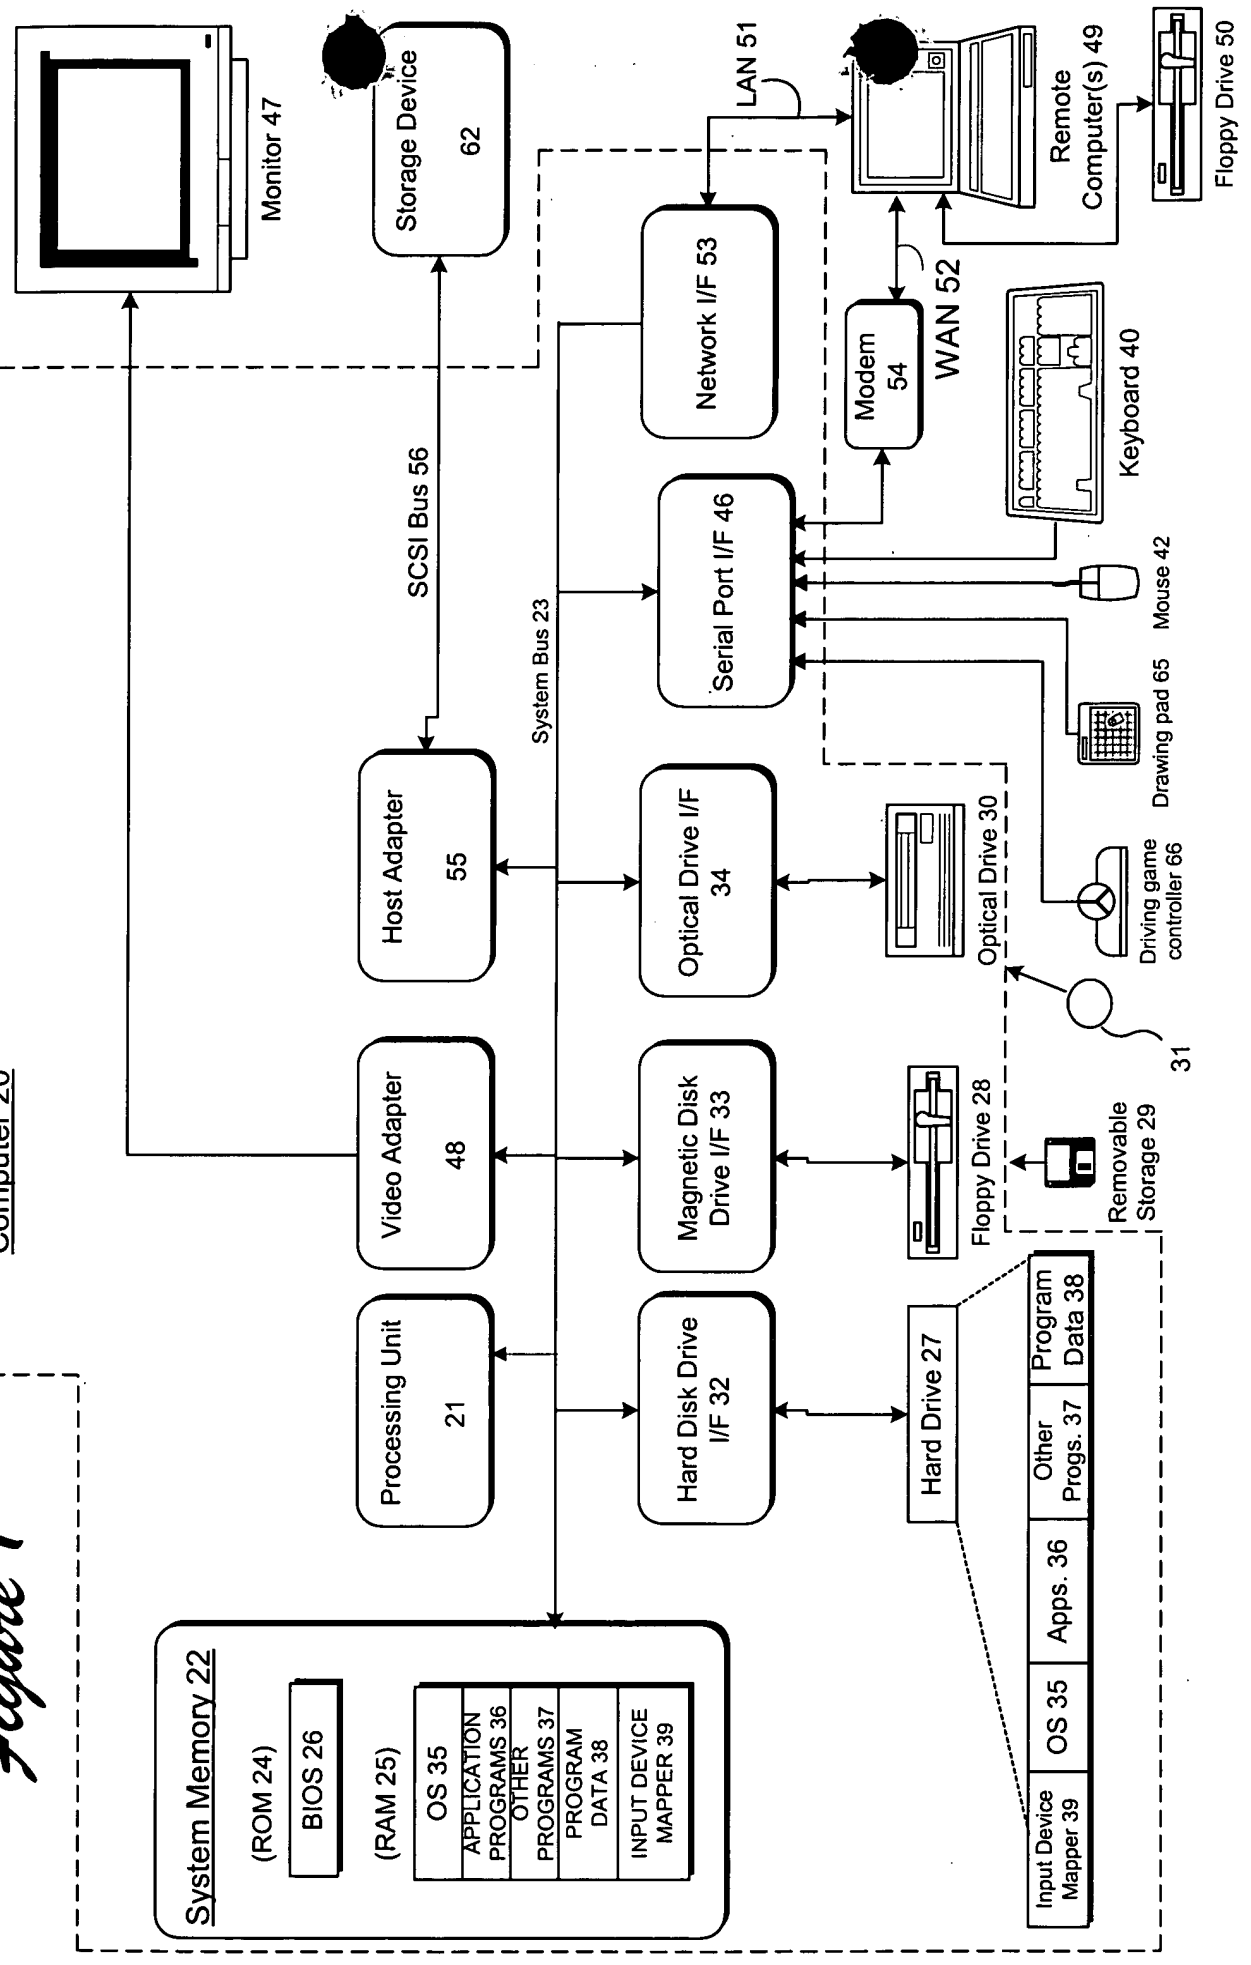 Figure 1
Computer 20
System Memory 22
(ROM 24)
BIOS 26
(RAM 25)
OS 35
APPLICATION
PROGRAMS 36
OTHER
PROGRAMS 37
PROGRAM
DATA 38
INPUT DEVICE
MAPPER 39
Processing Unit
21
Video Adapter
48
Host Adapter
55
SCSI Bus 56
Monitor 47
Storage Device
62
System Bus 23
Hard Disk Drive
I/F 32
Magnetic Disk
Drive I/F 33
Optical Drive I/F
34
Serial Port I/F 46
Network I/F 53
LAN 51
Modem
54
WAN 52
Remote
Computer(s) 49
Floppy Drive 50
Hard Drive 27
Floppy Drive 28
Optical Drive 30
Input Device
Mapper 39
OS 35
Apps. 36
Other
Progs. 37
Program
Data 38
Removable
Storage 29
31
Driving game
controller 66
Drawing pad 65
Mouse 42
Keyboard 40